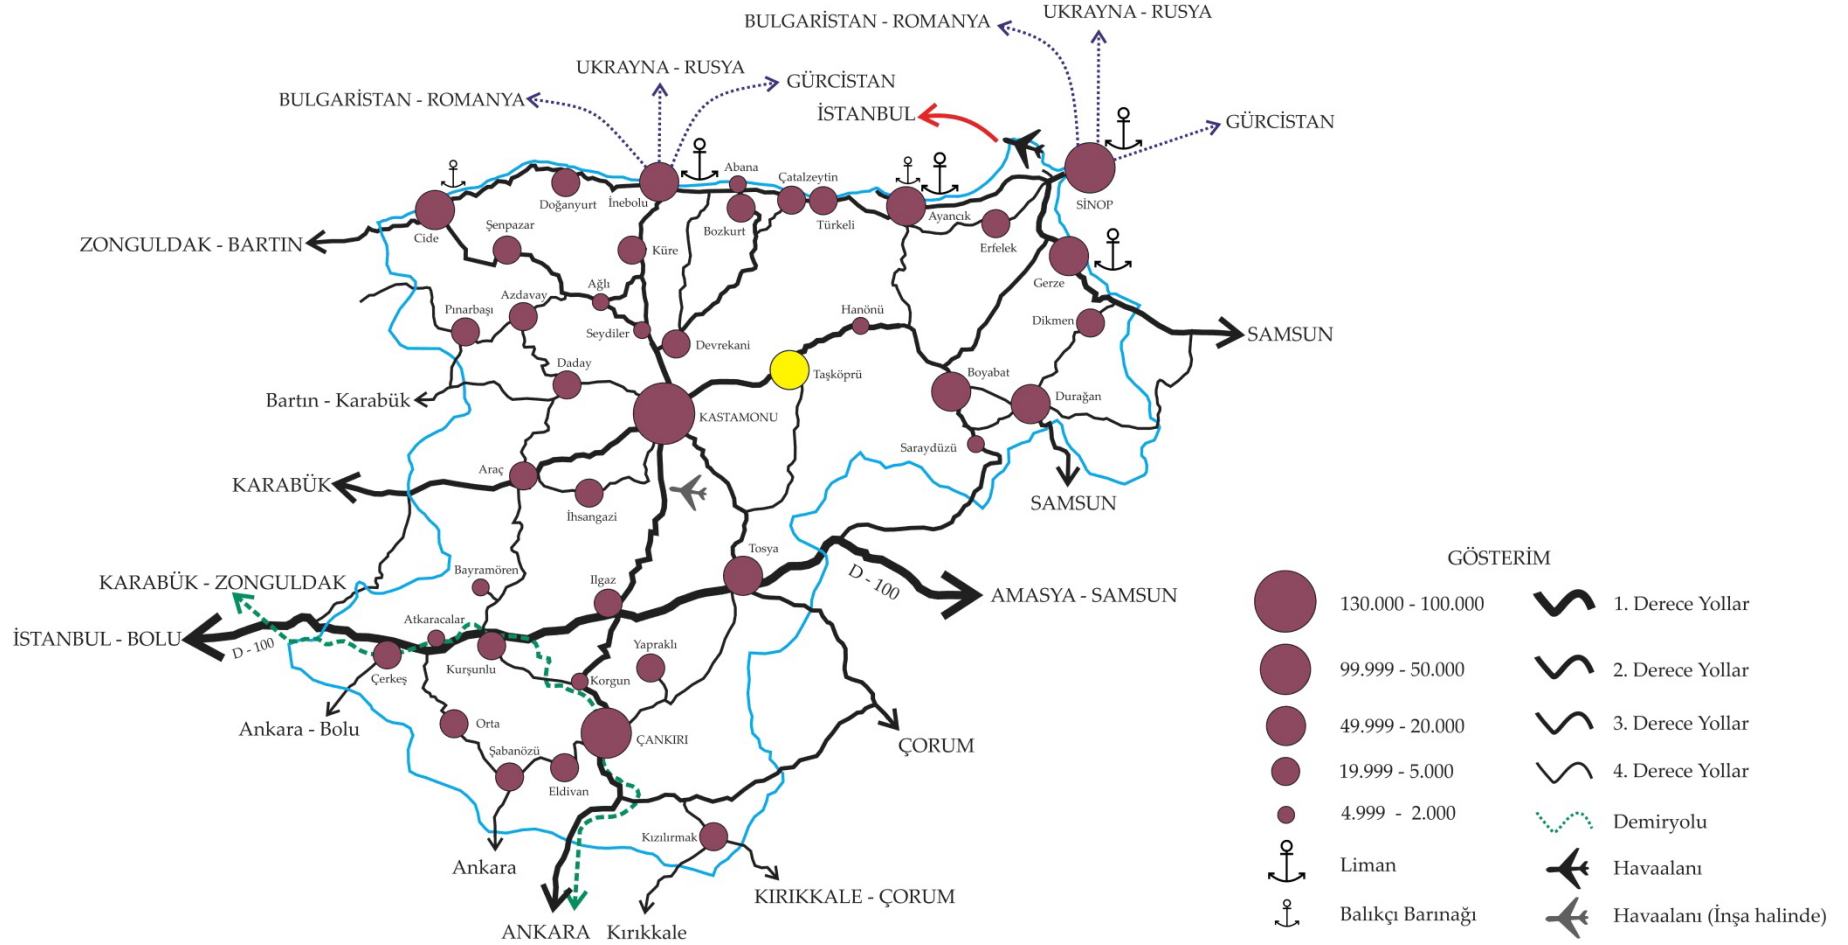 BULGARİSTAN - ROMANYA
UKRAYNA - RUSYA
UKRAYNA - RUSYA
GÜRCİSTAN
BULGARİSTAN - ROMANYA
İSTANBUL
GÜRCİSTAN
Abana
Çatalzeytin
Doğanyurt
İnebolu
Bozkurt
Türkeli
Ayancık
SİNOP
Cide
Şenpazar
Küre
Erfelek
ZONGULDAK - BARTIN
Ağlı
Gerze
Azdavay
Pınarbaşı
Hanönü
Dikmen
Seydiler
Devrekani
SAMSUN
Daday
Taşköprü
Boyabat
Durağan
Bartın - Karabük
KASTAMONU
Saraydüzü
Araç
KARABÜK
İhsangazi
SAMSUN
Tosya
GÖSTERİM
Bayramören
Ilgaz
D - 100
KARABÜK - ZONGULDAK
AMASYA - SAMSUN
130.000 - 100.000
1. Derece Yollar
Atkaracalar
İSTANBUL - BOLU
D - 100
Yapraklı
Kurşunlu
Çerkeş
Korgun
99.999 - 50.000
2. Derece Yollar
Ankara - Bolu
Orta
ÇANKIRI
ÇORUM
49.999 - 20.000
3. Derece Yollar
Şabanözü
Eldivan
19.999 - 5.000
4. Derece Yollar
4.999 - 2.000
Demiryolu
Kızılırmak
Ankara
Liman
Havaalanı
KIRIKKALE - ÇORUM
Balıkçı Barınağı
Havaalanı (İnşa halinde)
ANKARA
Kırıkkale